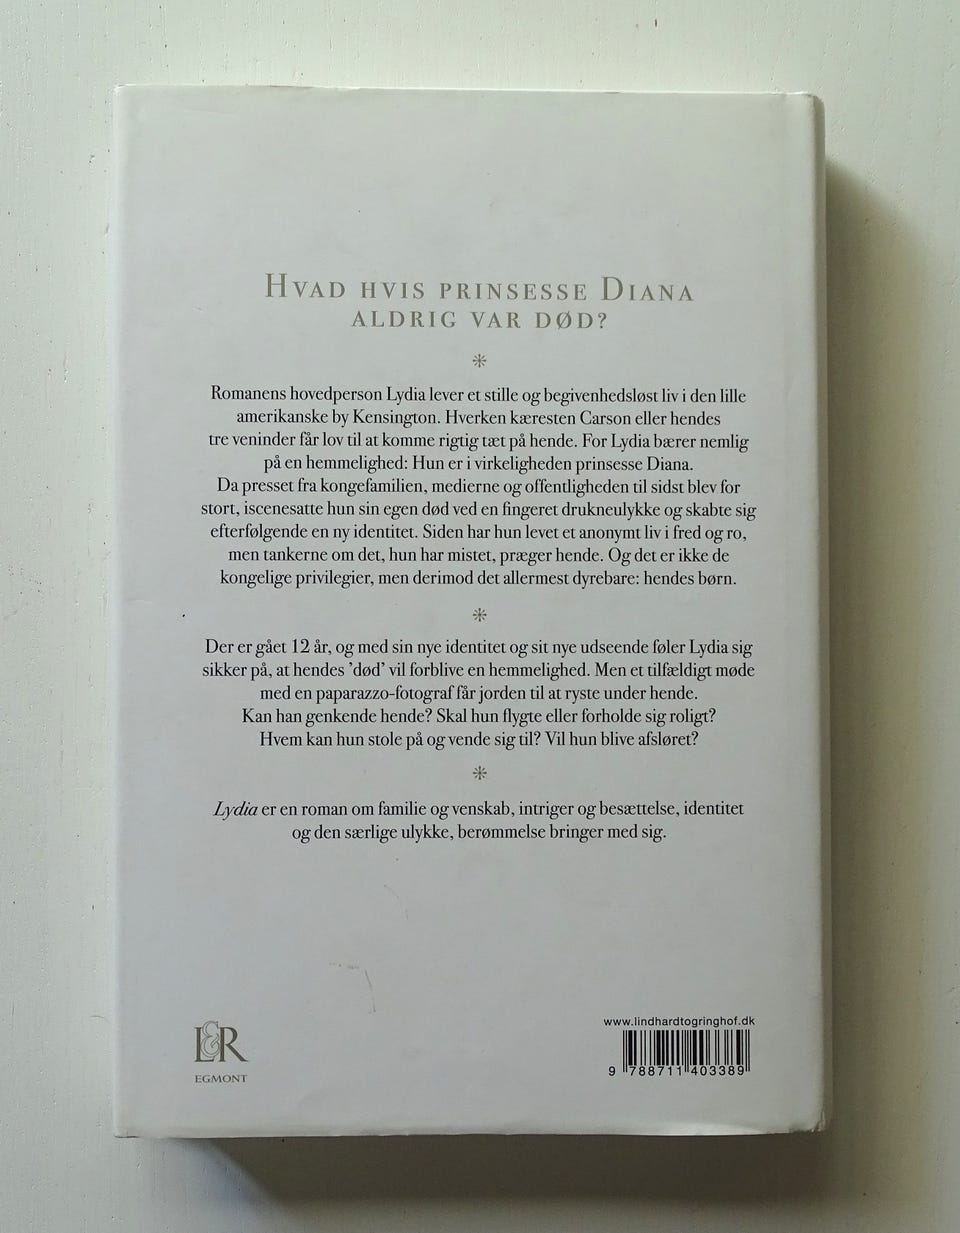 HVAD HVIS PRINSESSE DIANA
ALDRIG VAR DØD?
Romanens hovedperson Lydia lever et stille og begivenhedsløst liv i den lille
amerikanske by Kensington. Hverken kæresten Carson eller hendes
tre veninder får lov til at komme rigtig tæt på hende. For Lydia bærer nemlig
på en hemmelighed: Hun er i virkeligheden prinsesse Diana.
Da presset fra kongefamilien, medierne og offentligheden til sidst blev for
stort, iscenesatte hun sin egen død ved en fingeret drukneulykke og skabte sig
efterfølgende en ny identitet. Siden har hun levet et anonymt liv i fred og ro,
men tankerne om det, hun har mistet, præger hende. Og det er ikke de
kongelige privilegier, men derimod det allermest dyrebare: hendes børn.
Der er gået 12 år, og med sin nye identitet og sit nye udseende føler Lydia sig
sikker på, at hendes ’død’ vil forblive en hemmelighed. Men et tilfældigt møde
med en paparazzo-fotograf får jorden til at ryste under hende.
Kan han genkende hende? Skal hun flygte eller forholde sig roligt?
Hvem kan hun stole på og vende sig til? Vil hun blive afsløret?
Lydia er en roman om familie og venskab, intriger og besættelse, identitet
og den særlige ulykke, berømmelse bringer med sig.
L&R
EGMONT
www.lindhardtogringhof.dk
9 788711 403389